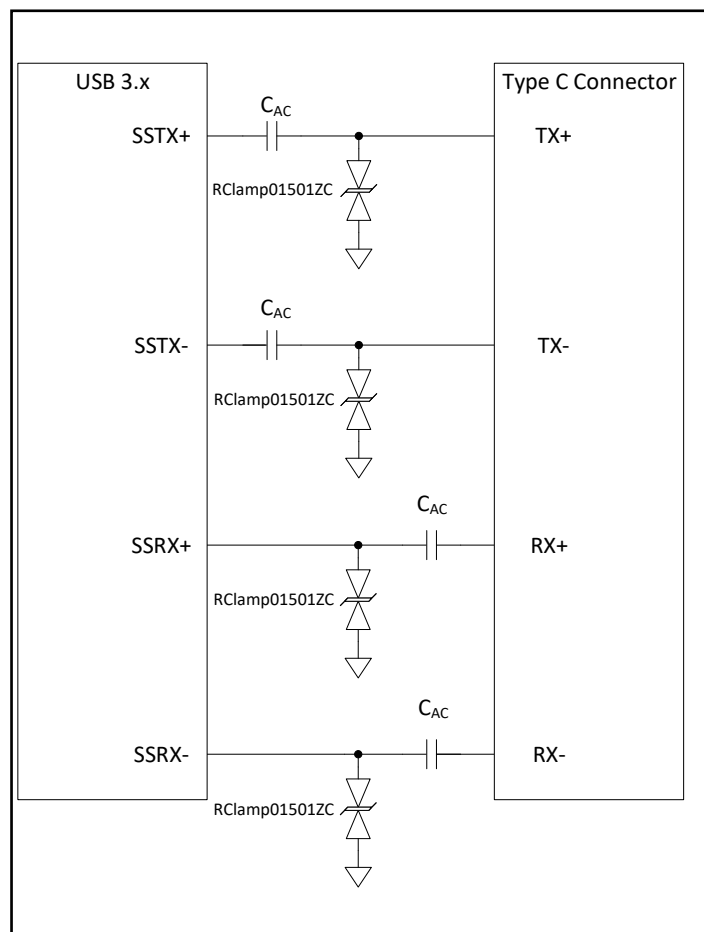 USB 3.x
Type C Connector
C_AC
SSTX+
TX+
RClamp01501ZC
C_AC
SSTX-
TX-
RClamp01501ZC
C_AC
SSRX+
RX+
RClamp01501ZC
C_AC
SSRX-
RX-
RClamp01501ZC